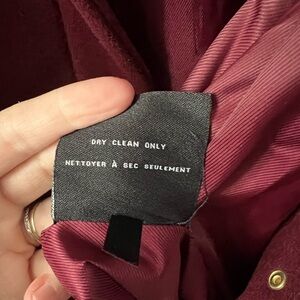 DRY CLEAN ONLY
NETTOYER A SEC SEULEMENT